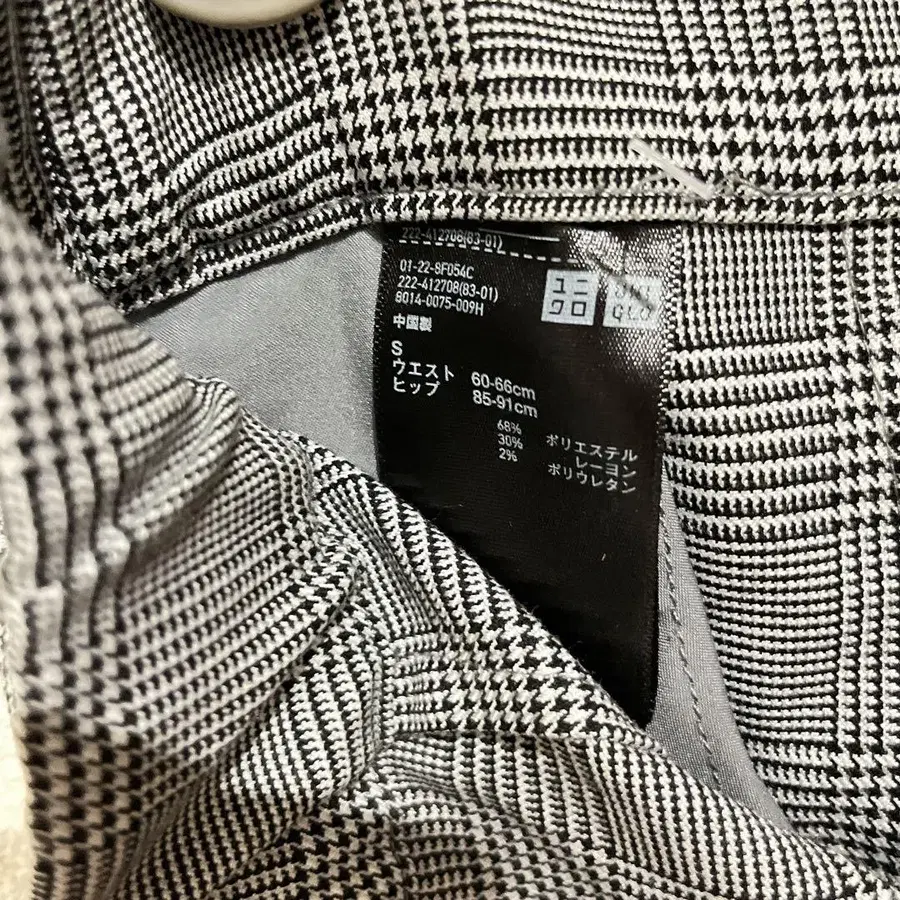 222-412708(83-01)
01-22-8F054C
222-412708(83-01)
8014-0075-009H
中国製
ユニ
クロ
UNI
QLO
S
ウエスト 60-66cm
ヒップ 85-91cm
68% ポリエステル
30% レーヨン
2% ポリウレタン